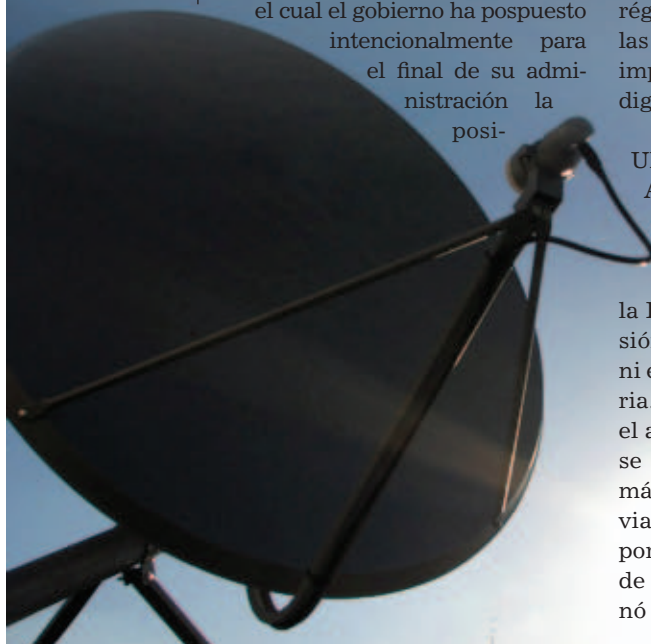 el cual el gobierno ha pospuesto
intencionalmente para
el final de su admi-
nistración la
posi-
rég
las
imp
dig
U
A
la
sió
ni e
ria.
el a
se
má
via
por
de
nó